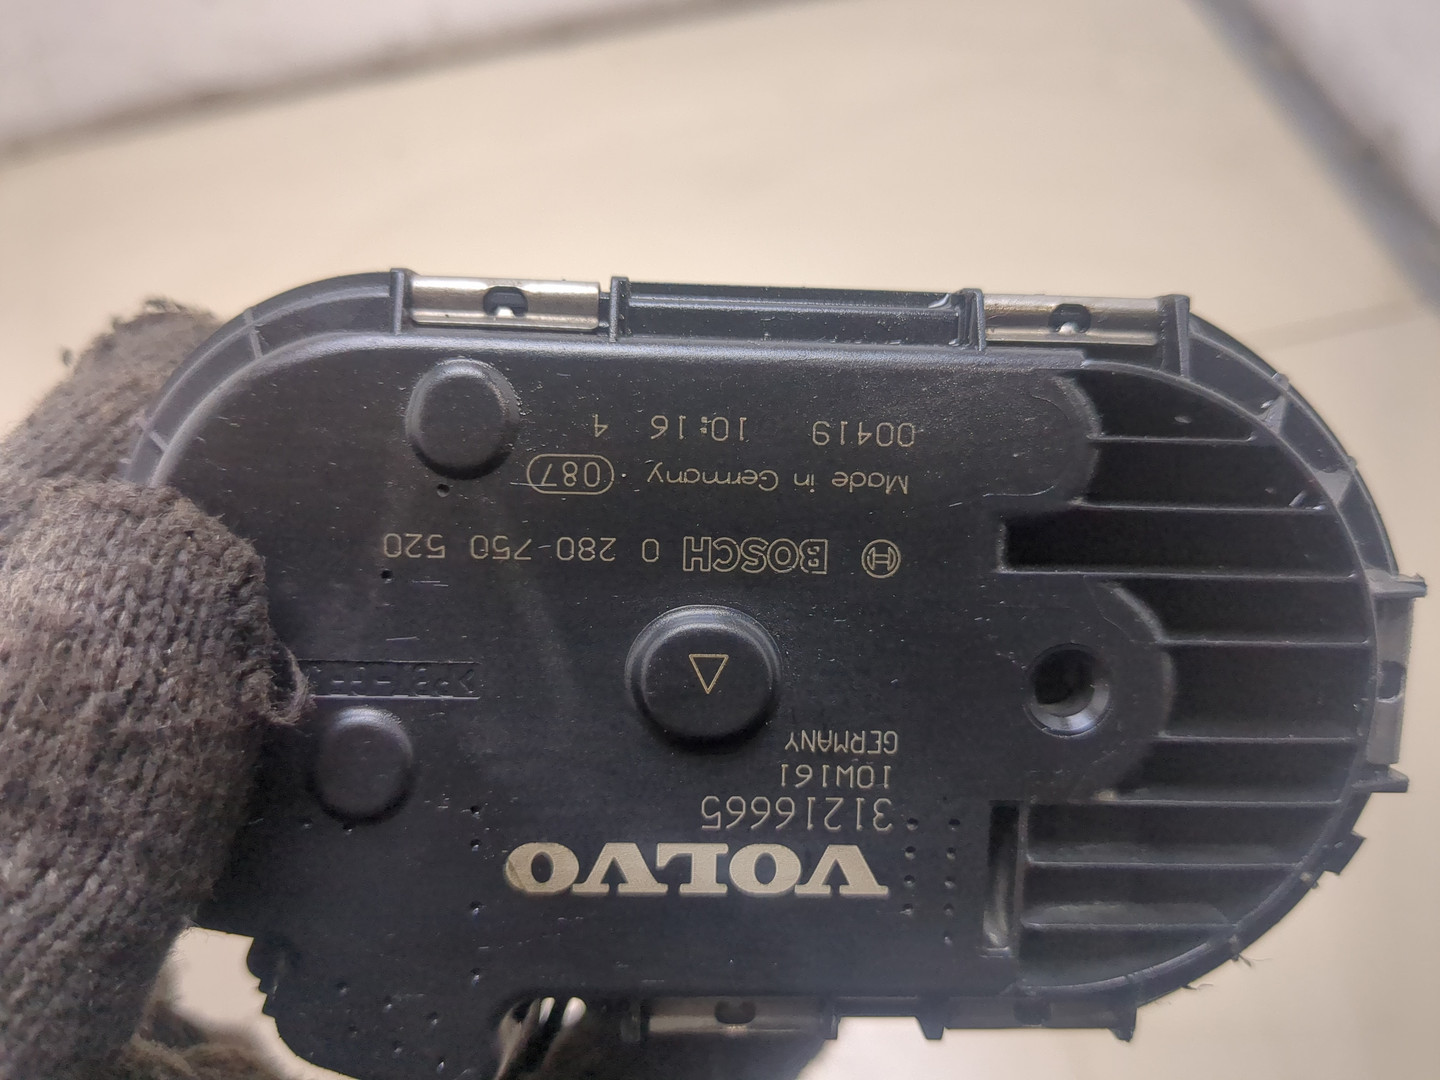 VOLVO
31216665
10W161
GERMANY
BOSCH 0 280 750 520
Made in Germany 087
00419 10:16 4